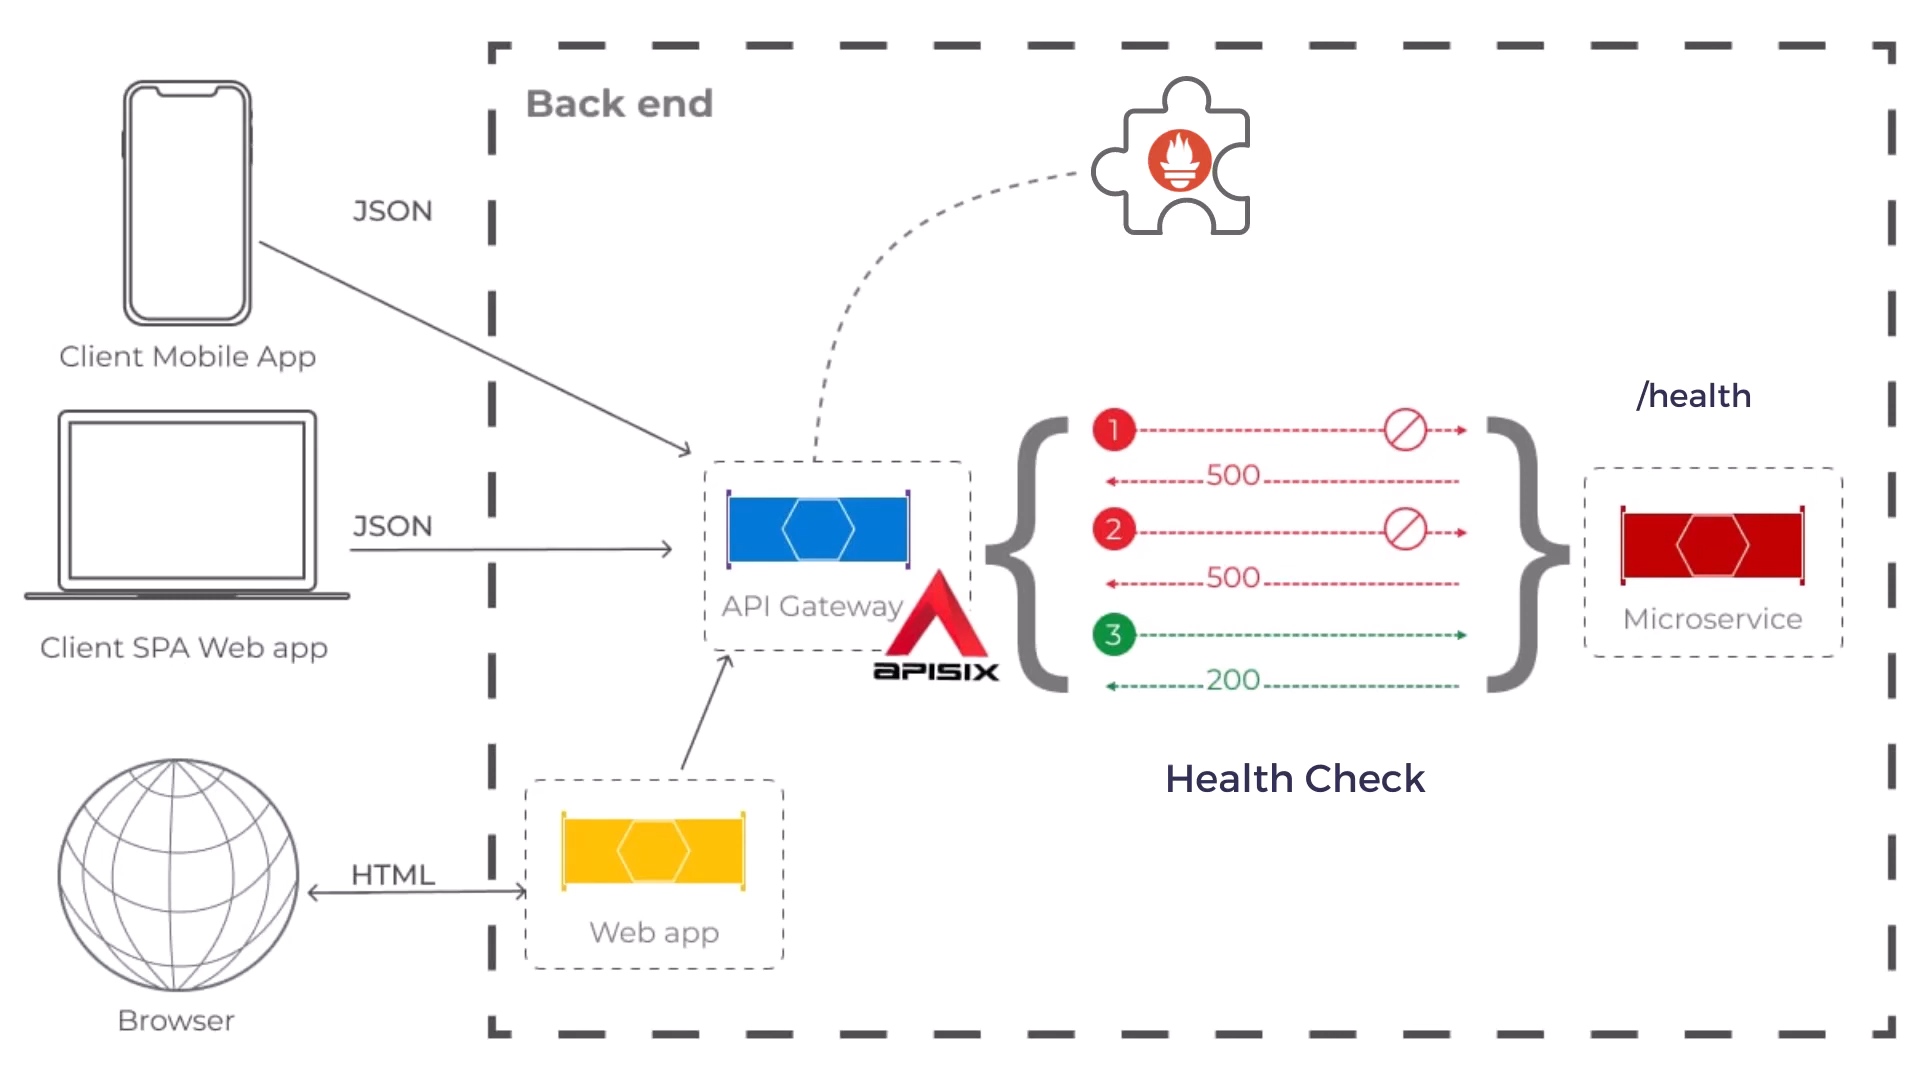 Back end
JSON
Client Mobile App
/health
1
500
JSON
2
500
API Gateway
Microservice
3
Client SPA Web app
APISIX
200
Health Check
HTML
Web app
Browser